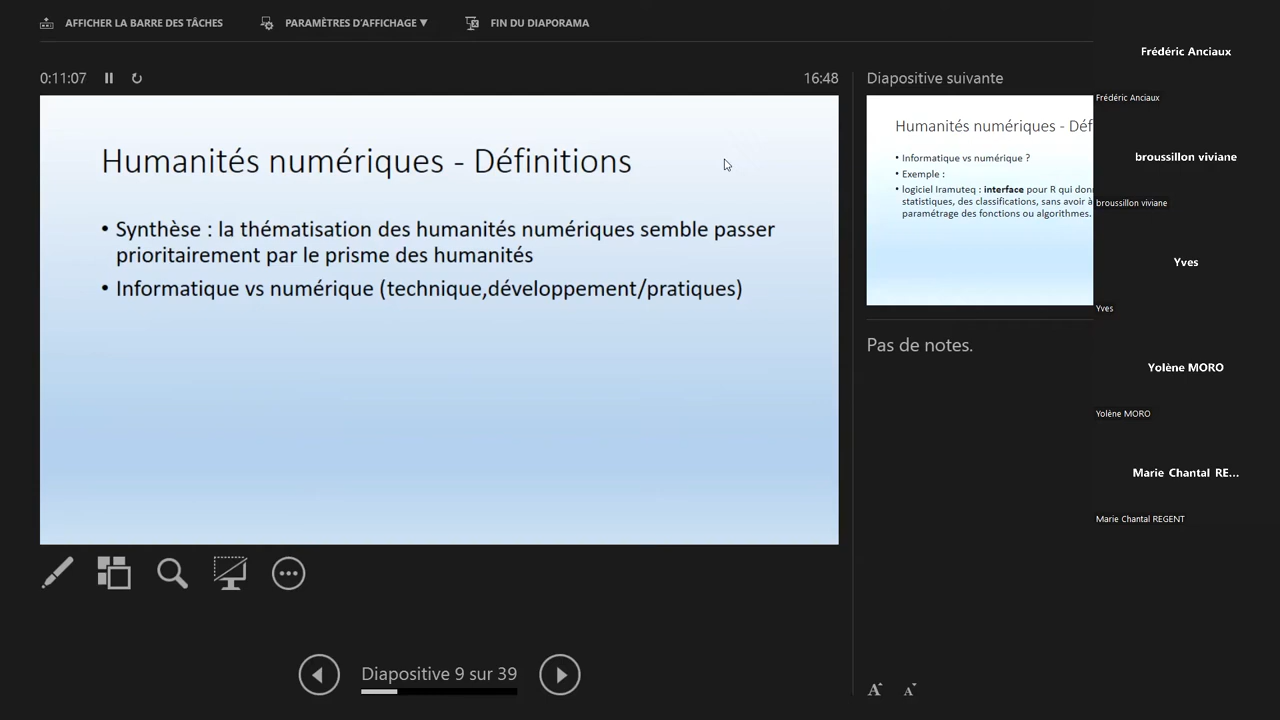 AFFICHER LA BARRE DES TÂCHES PARAMÈTRES D'AFFICHAGE ▼ FIN DU DIAPORAMA
0:11:07 16:48
Humanités numériques - Définitions
• Synthèse : la thématisation des humanités numériques semble passer
prioritairement par le prisme des humanités
• Informatique vs numérique (technique,développement/pratiques)
Diapositive 9 sur 39
Diapositive suivante
Humanités numériques - Déf
• Informatique vs numérique ?
• Exemple :
• logiciel Iramuteq : interface pour R qui don
statistiques, des classifications, sans avoir à
paramétrage des fonctions ou algorithmes.
Pas de notes.
A A
Frédéric Anciaux
Frédéric Anciaux
broussillon viviane
broussillon viviane
Yves
Yves
Yolène MORO
Yolène MORO
Marie Chantal RE...
Marie Chantal REGENT